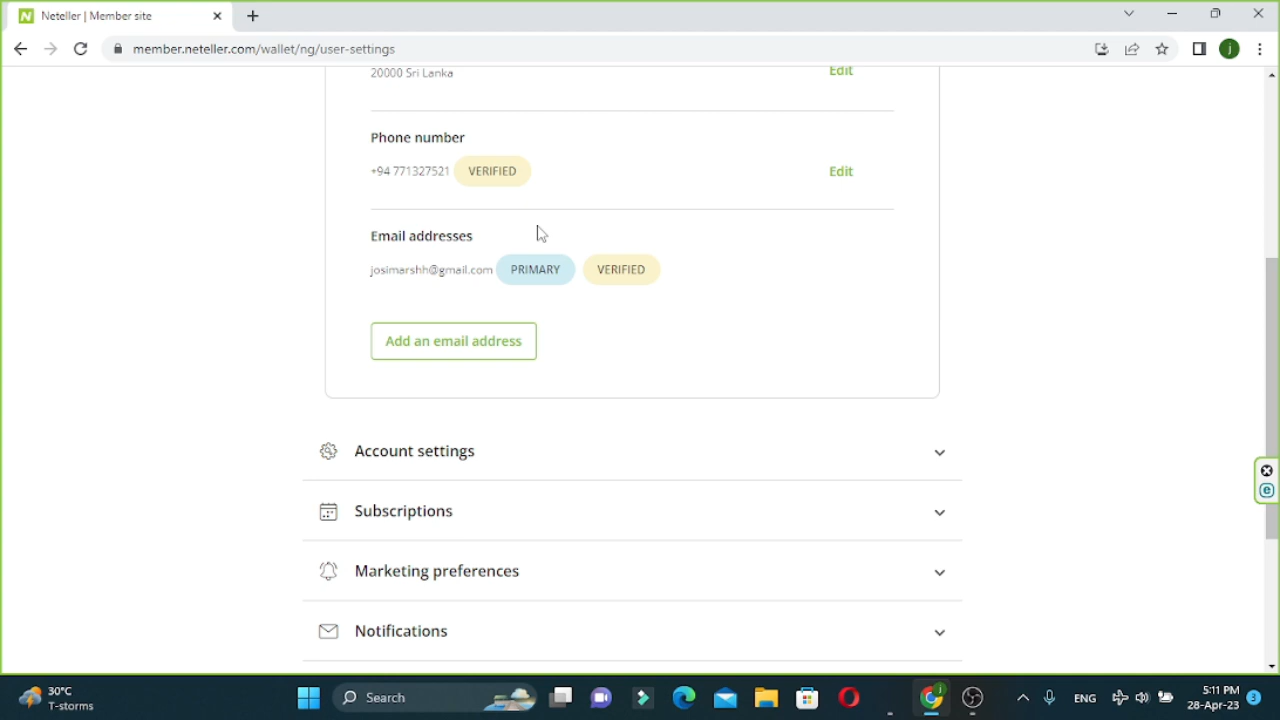 Neteller | Member site
member.neteller.com/wallet/ng/user-settings
j
20000 Sri Lanka
Edit
Phone number
+94 771327521 VERIFIED
Edit
Email addresses
josimarshh@gmail.com PRIMARY VERIFIED
Add an email address
Account settings
Subscriptions
Marketing preferences
Notifications
30°C
T-storms
Search
j
ENG
5:11 PM
28-Apr-23
3